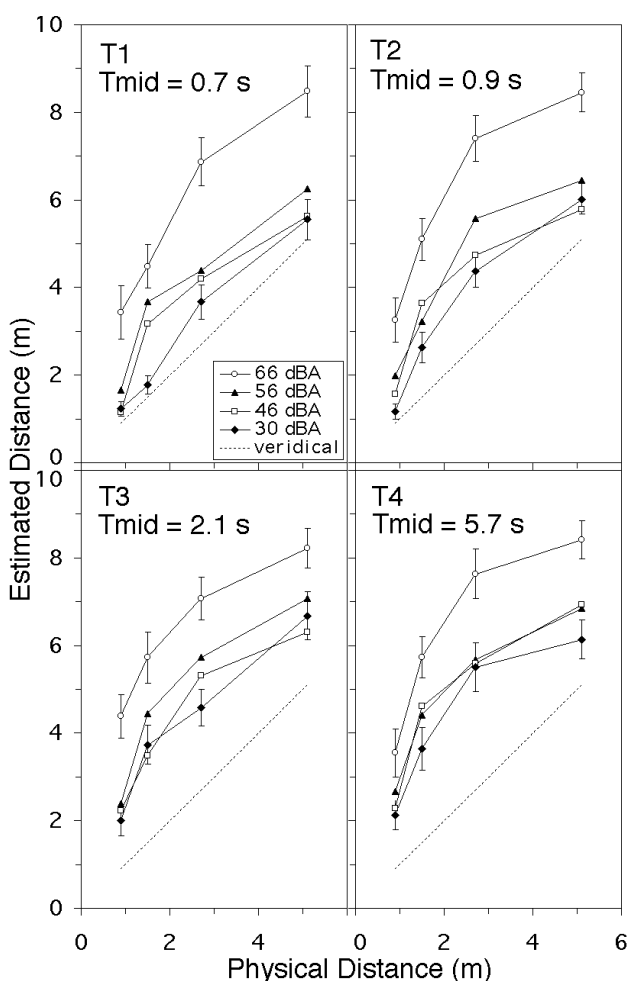 10
8
6
4
2
0
T1
Tmid = 0.7 s
T2
Tmid = 0.9 s
66 dBA
56 dBA
46 dBA
30 dBA
veridical
Estimated Distance (m)
10
8
6
4
2
0
T3
Tmid = 2.1 s
T4
Tmid = 5.7 s
0 2 4 0 2 4 6
Physical Distance (m)